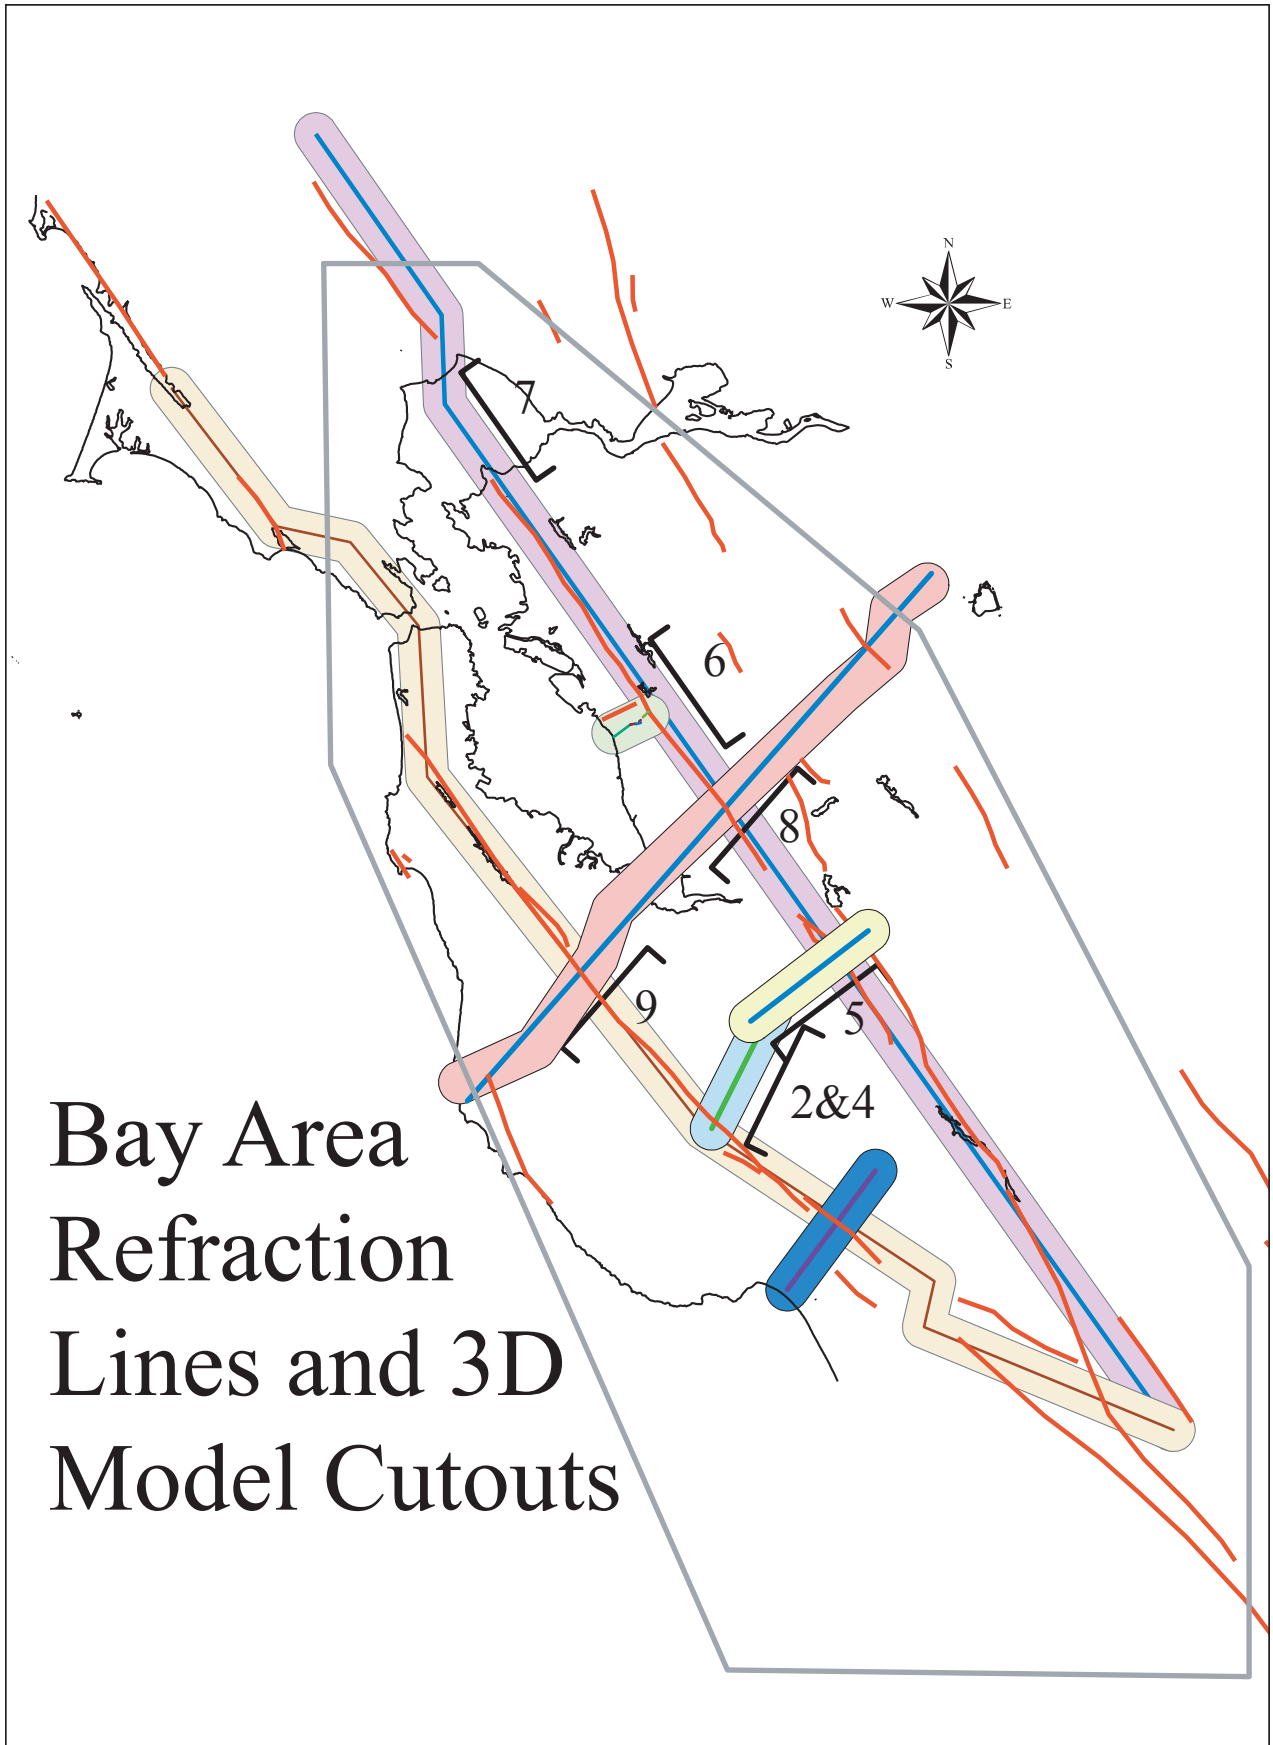 N
W E
S
7
6
8
9
5
2&4
Bay Area
Refraction
Lines and 3D
Model Cutouts